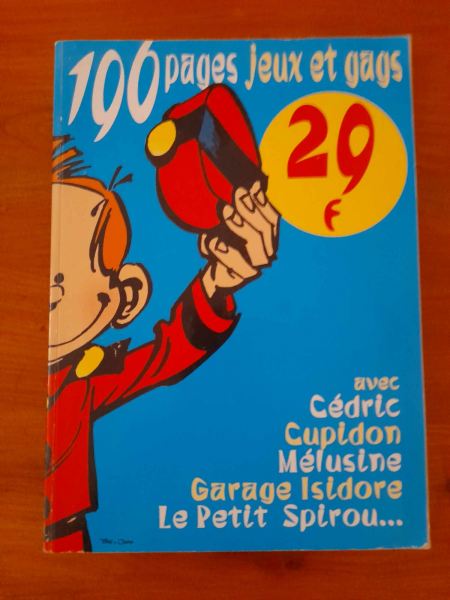 196 pages jeux et gags
29
F
avec
Cédric
Cupidon
Mélusine
Garage Isidore
Le Petit Spirou...